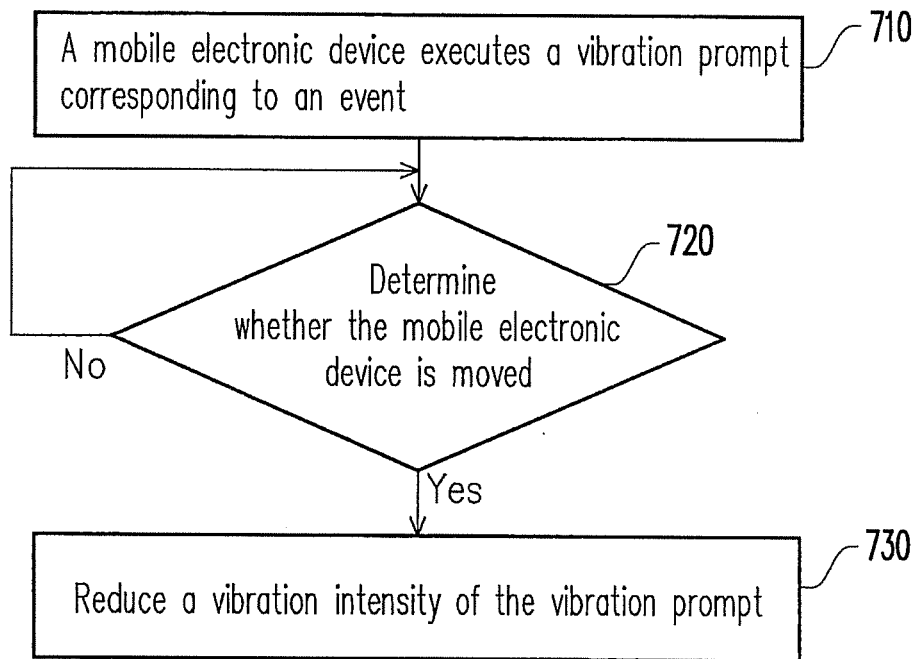 710
A mobile electronic device executes a vibration prompt
corresponding to an event
720
Determine
whether the mobile electronic
device is moved
No
Yes
730
Reduce a vibration intensity of the vibration prompt